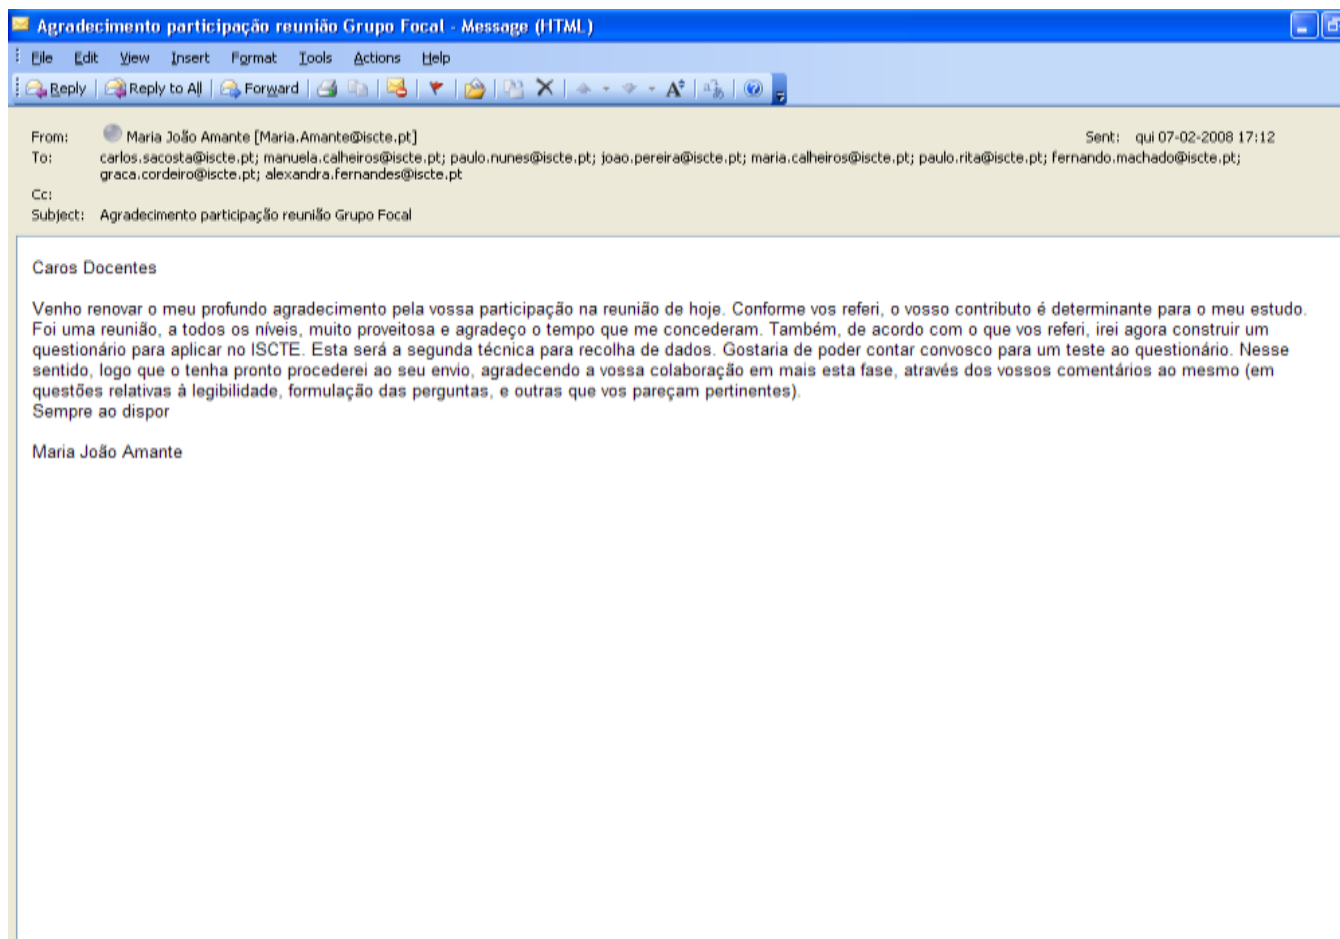 Agradecimento participação reunião Grupo Focal - Message (HTML)
File Edit View Insert Format Tools Actions Help
Reply Reply to All Forward
From: Maria João Amante [Maria.Amante@iscte.pt] Sent: qui 07-02-2008 17:12
To: carlos.sacosta@iscte.pt; manuela.calheiros@iscte.pt; paulo.nunes@iscte.pt; joao.pereira@iscte.pt; maria.calheiros@iscte.pt; paulo.rita@iscte.pt; fernando.machado@iscte.pt;
graca.cordeiro@iscte.pt; alexandra.fernandes@iscte.pt
Cc:
Subject: Agradecimento participação reunião Grupo Focal
Caros Docentes
Venho renovar o meu profundo agradecimento pela vossa participação na reunião de hoje. Conforme vos referi, o vosso contributo é determinante para o meu estudo.
Foi uma reunião, a todos os níveis, muito proveitosa e agradeço o tempo que me concederam. Também, de acordo com o que vos referi, irei agora construir um
questionário para aplicar no ISCTE. Esta será a segunda técnica para recolha de dados. Gostaria de poder contar convosco para um teste ao questionário. Nesse
sentido, logo que o tenha pronto procederei ao seu envio, agradecendo a vossa colaboração em mais esta fase, através dos vossos comentários ao mesmo (em
questões relativas à legibilidade, formulação das perguntas, e outras que vos pareçam pertinentes).
Sempre ao dispor
Maria João Amante